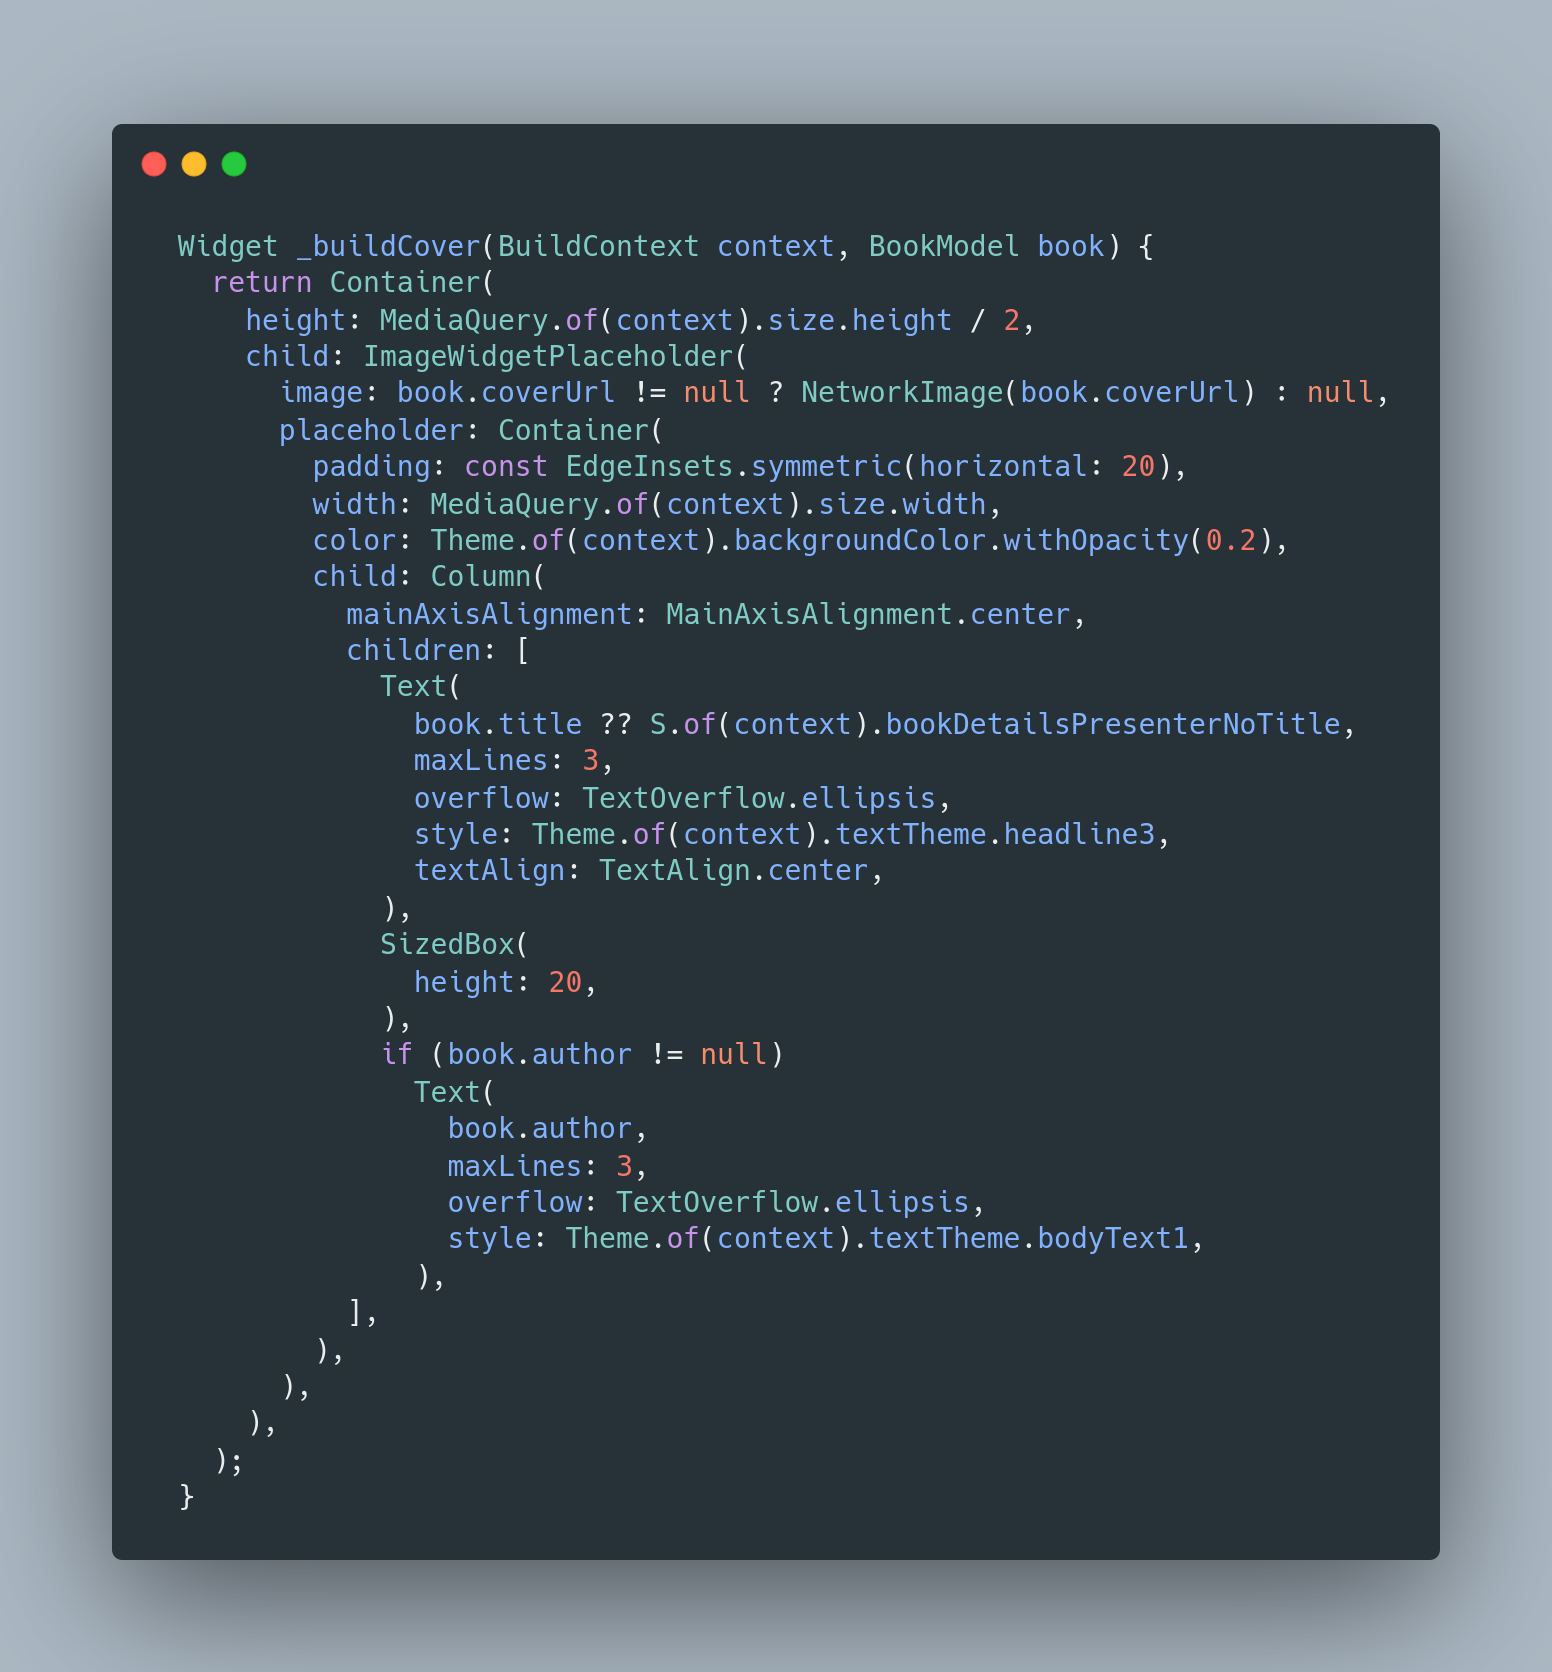 Widget _buildCover(BuildContext context, BookModel book) {
  return Container(
    height: MediaQuery.of(context).size.height / 2,
    child: ImageWidgetPlaceholder(
      image: book.coverUrl != null ? NetworkImage(book.coverUrl) : null,
      placeholder: Container(
        padding: const EdgeInsets.symmetric(horizontal: 20),
        width: MediaQuery.of(context).size.width,
        color: Theme.of(context).backgroundColor.withOpacity(0.2),
        child: Column(
          mainAxisAlignment: MainAxisAlignment.center,
          children: [
            Text(
              book.title ?? S.of(context).bookDetailsPresenterNoTitle,
              maxLines: 3,
              overflow: TextOverflow.ellipsis,
              style: Theme.of(context).textTheme.headline3,
              textAlign: TextAlign.center,
            ),
            SizedBox(
              height: 20,
            ),
            if (book.author != null)
              Text(
                book.author,
                maxLines: 3,
                overflow: TextOverflow.ellipsis,
                style: Theme.of(context).textTheme.bodyText1,
              ),
          ],
        ),
      ),
    ),
  );
}